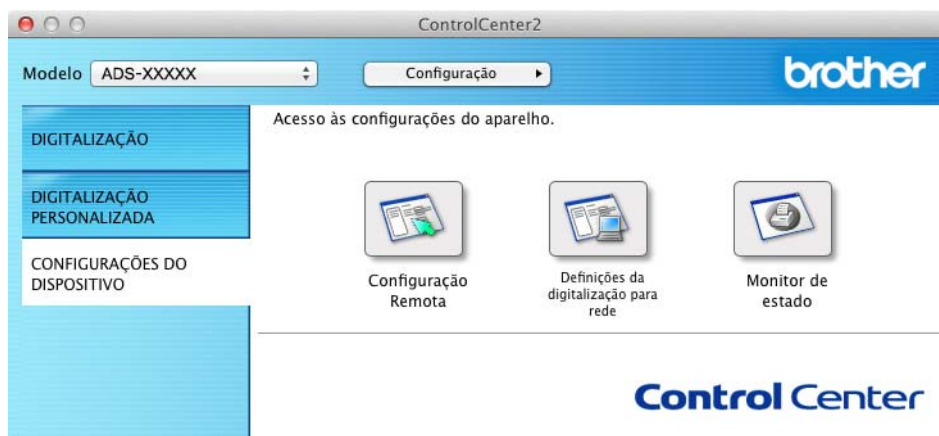 ControlCenter2
Modelo ADS-XXXXX Configuração
brother
DIGITALIZAÇÃO
DIGITALIZAÇÃO
PERSONALIZADA
CONFIGURAÇÕES DO
DISPOSITIVO
Acesso às configurações do aparelho.
Configuração
Remota
Definições da
digitalização para
rede
Monitor de
estado
Control Center